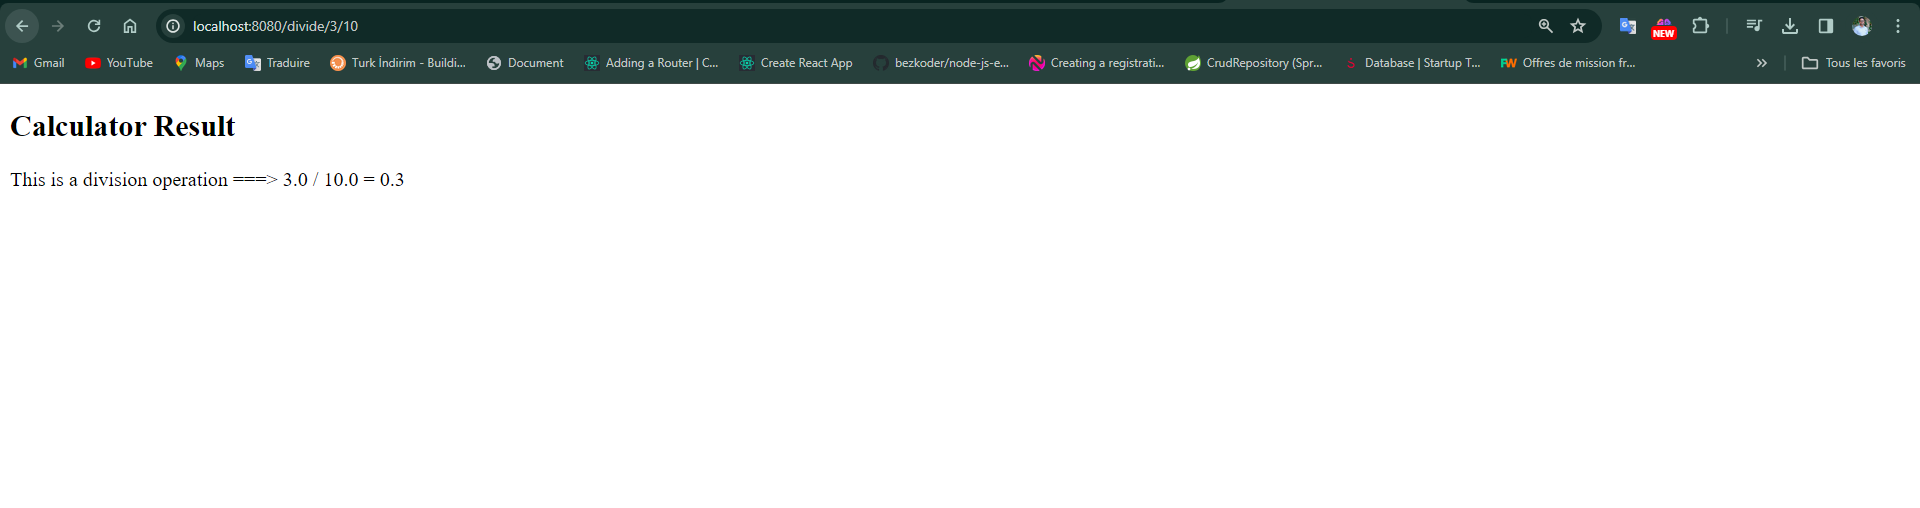 localhost:8080/divide/3/10
NEW
Gmail YouTube Maps Traduire Turk İndirim - Buildi... Document Adding a Router | C... Create React App bezkoder/node-js-e... Creating a registrati... CrudRepository (Spr... Database | Startup T... Offres de mission fr... » Tous les favoris
Calculator Result
This is a division operation ===> 3.0 / 10.0 = 0.3